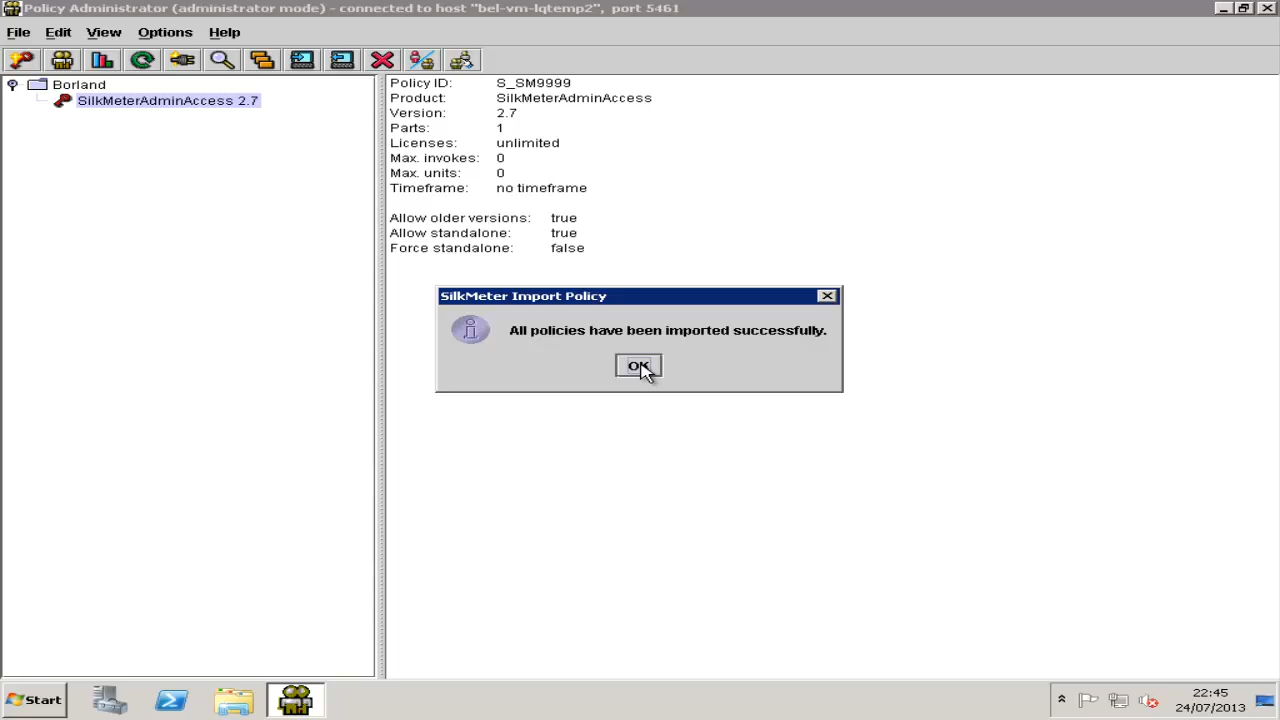 Policy Administrator (administrator mode) - connected to host "bel-vm-lqtemp2", port 5461
File Edit View Options Help
Borland
SilkMeterAdminAccess 2.7
Policy ID: S_SM9999
Product: SilkMeterAdminAccess
Version: 2.7
Parts: 1
Licenses: unlimited
Max. invokes: 0
Max. units: 0
Timeframe: no timeframe
Allow older versions: true
Allow standalone: true
Force standalone: false
SilkMeter Import Policy
All policies have been imported successfully.
OK
Start
22:45
24/07/2013